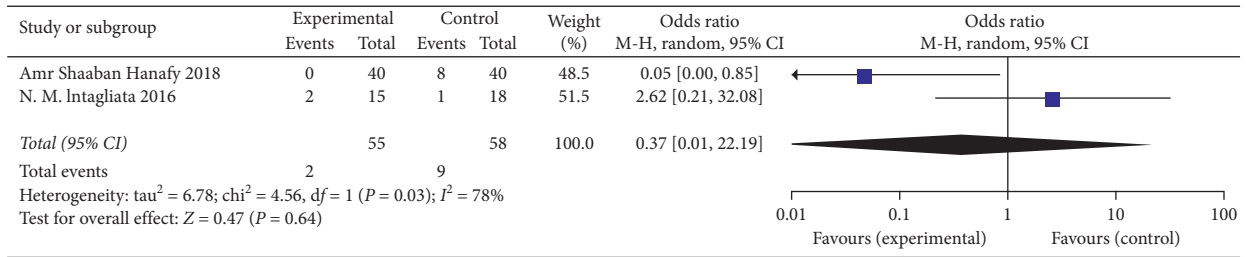 Study or subgroup Experimental Control Weight Odds ratio Odds ratio
Events Total Events Total (%) M-H, random, 95% CI M-H, random, 95% CI
Amr Shaaban Hanafy 2018 0 40 8 40 48.5 0.05 [0.00, 0.85]
N. M. lntagliata 2016 2 15 1 18 51.5 2.62 [0.21, 32.08]
Total (95% CI) 55 58 100.0 0.37 [0.01, 22.19]
Total events 2 9
Heterogeneity: tau² = 6.78; chi² = 4.56, df = 1 (P = 0.03); I² = 78%
Test for overall effect: Z = 0.47 (P = 0.64)
0.01 0.1 1 10 100
Favours (experimental) Favours (control)